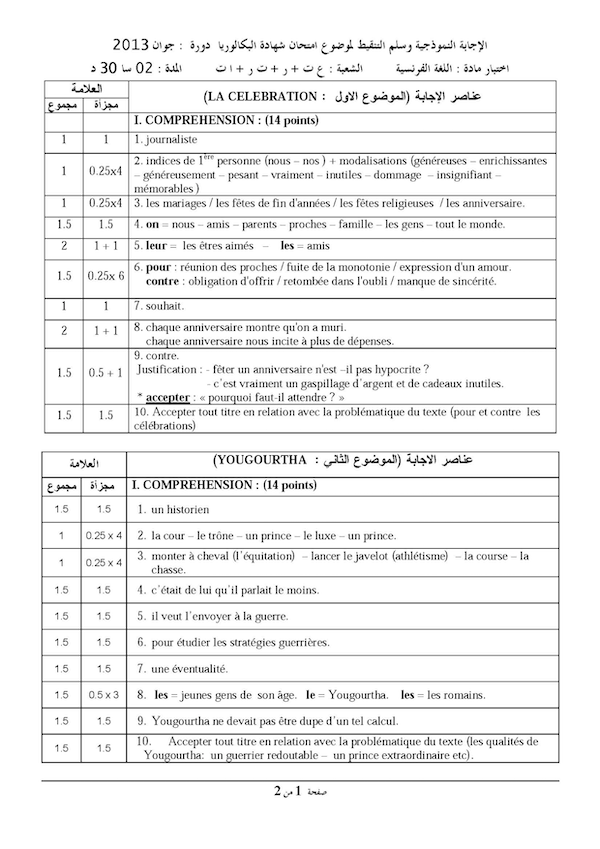 الإجابة النموذجية وسلم التنقيط لموضوع امتحان شهادة البكالوريا دورة : جوان 2013
اختبار مادة : اللغة الفرنسية الشعبة : ع ت + ر + ت ر + ا ت المدة : 02 سا 30 د
العلامة
عناصر الإجابة (الموضوع الاول : LA CELEBRATION)
مجموع مجزأة
I. COMPREHENSION : (14 points)
1 1 1. journaliste
1 0.25x4 2. indices de 1ère personne (nous – nos ) + modalisations (généreuses – enrichissantes
– généreusement – pesant – vraiment – inutiles – dommage – insignifiant –
mémorables )
1 0.25x4 3. les mariages / les fêtes de fin d'années / les fêtes religieuses / les anniversaire.
1.5 1.5 4. on = nous – amis – parents – proches – famille – les gens – tout le monde.
2 1 + 1 5. leur = les êtres aimés – les = amis
1.5 0.25x 6 6. pour : réunion des proches / fuite de la monotonie / expression d'un amour.
contre : obligation d'offrir / retombée dans l'oubli / manque de sincérité.
1 1 7. souhait.
2 1 + 1 8. chaque anniversaire montre qu'on a muri.
chaque anniversaire nous incite à plus de dépenses.
9. contre.
1.5 0.5 + 1 Justification : - fêter un anniversaire n'est –il pas hypocrite ?
- c'est vraiment un gaspillage d'argent et de cadeaux inutiles.
* accepter : « pourquoi faut-il attendre ? »
1.5 1.5 10. Accepter tout titre en relation avec la problématique du texte (pour et contre les
célébrations)
العلامة
عناصر الاجابة (الموضوع الثاني : YOUGOURTHA)
مجموع مجزأة I. COMPREHENSION : (14 points)
1.5 1.5 1. un historien
1 0.25 x 4 2. la cour – le trône – un prince – le luxe – un prince.
1 0.25 x 4 3. monter à cheval (l'équitation) – lancer le javelot (athlétisme) – la course – la
chasse.
1.5 1.5 4. c'était de lui qu'il parlait le moins.
1.5 1.5 5. il veut l'envoyer à la guerre.
1.5 1.5 6. pour étudier les stratégies guerrières.
1.5 1.5 7. une éventualité.
1.5 0.5 x 3 8. les = jeunes gens de son âge. le = Yougourtha. les = les romains.
1.5 1.5 9. Yougourtha ne devait pas être dupe d'un tel calcul.
1.5 1.5 10. Accepter tout titre en relation avec la problématique du texte (les qualités de
Yougourtha: un guerrier redoutable – un prince extraordinaire etc).
صفحة 1 من 2